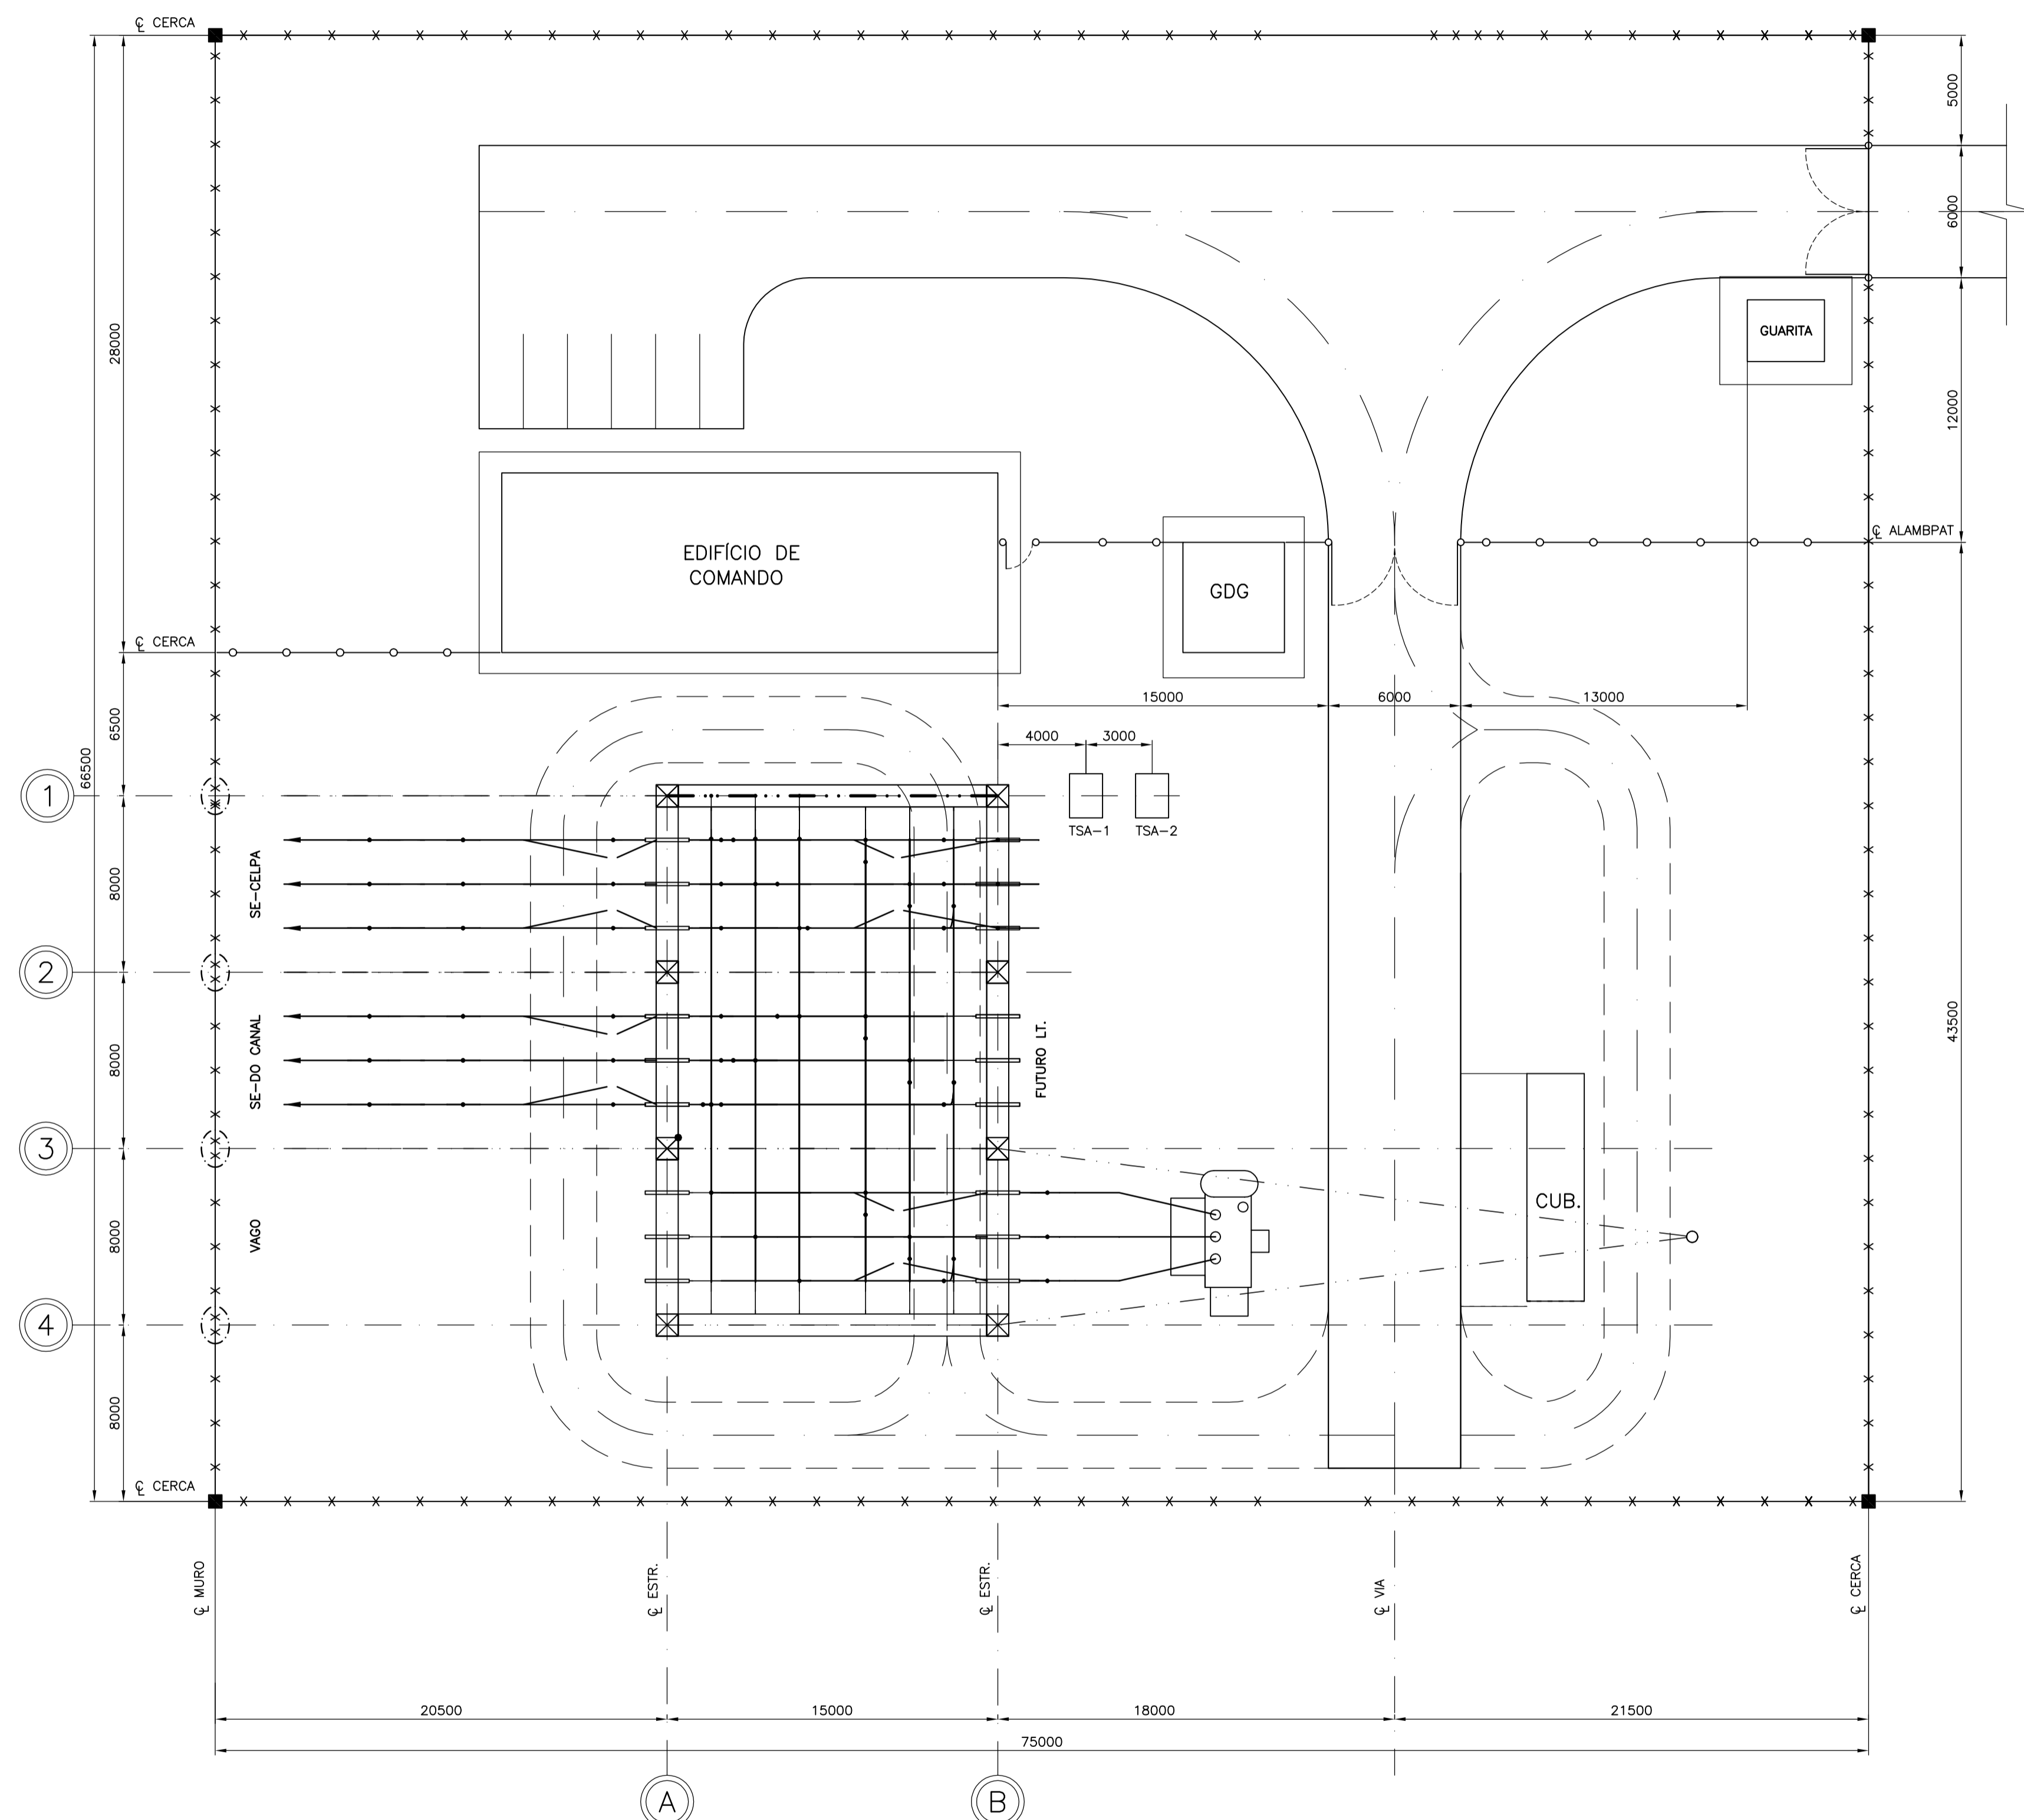 ℄ CERCA
5000
6000
28000
GUARITA
12000
℄ ALAMBPAT
EDIFÍCIO DE
COMANDO
GDG
℄ CERCA
15000
6000
13000
6500
66500
4000
3000
1
TSA-1
TSA-2
SE-CELPA
8000
2
43500
SE-DO CANAL
8000
FUTURO LT.
3
CUB.
VAGO
8000
4
8000
℄ CERCA
℄ MURO
℄ ESTR.
℄ ESTR.
℄ VIA
℄ CERCA
20500
15000
18000
21500
75000
A
B